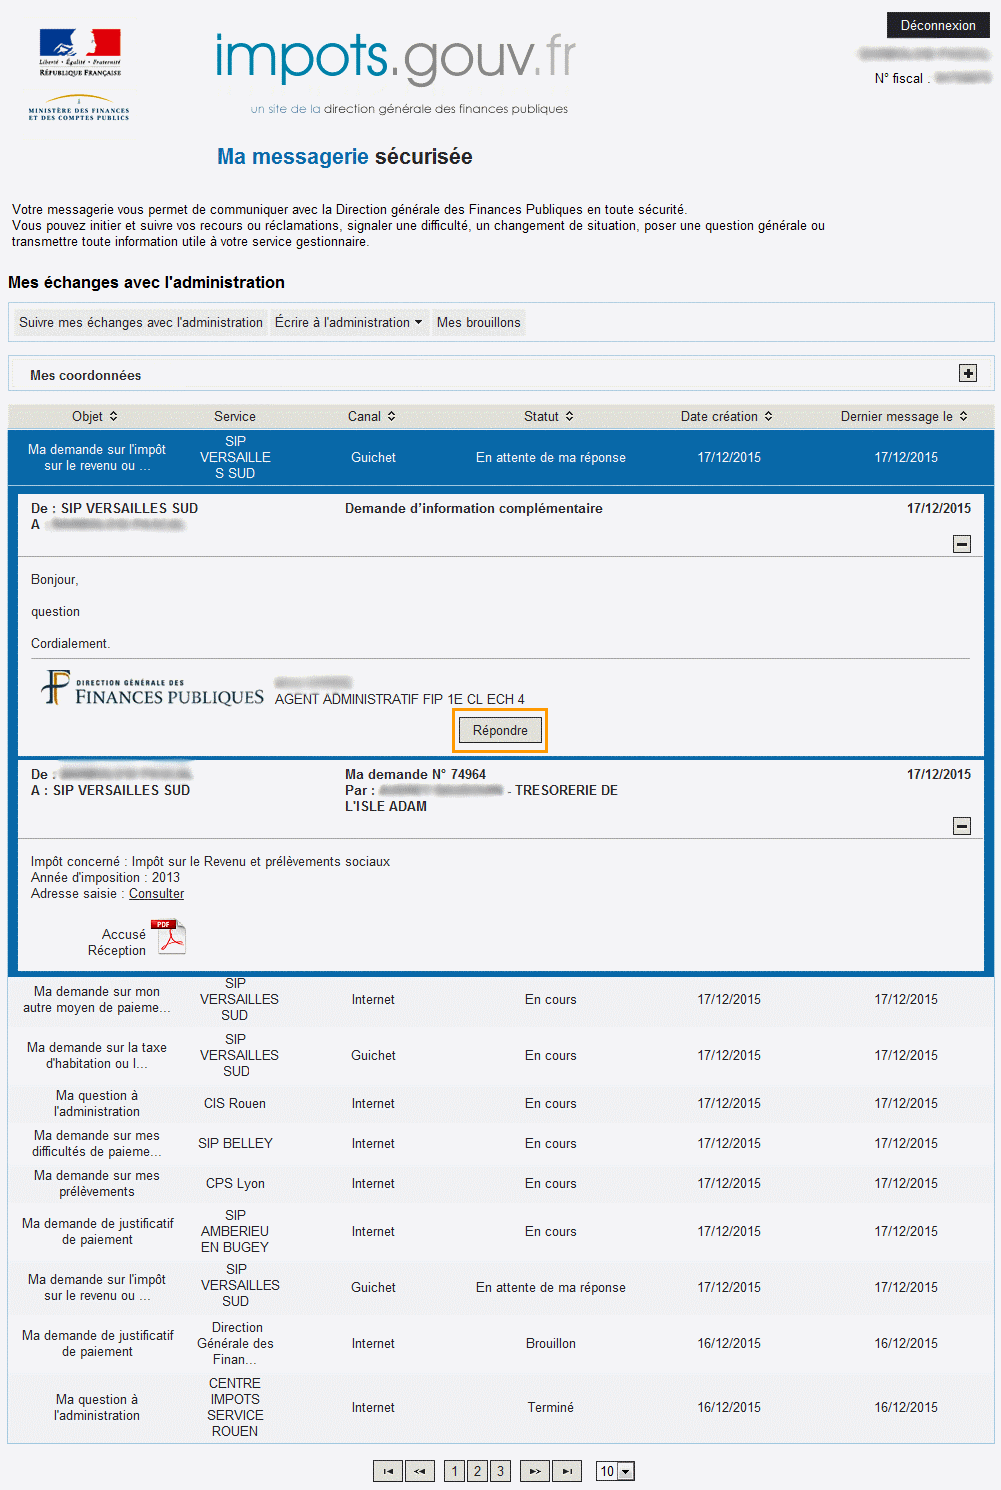 Déconnexion
N° fiscal :
Liberté • Égalité • Fraternité
RÉPUBLIQUE FRANÇAISE
MINISTÈRE DES FINANCES
ET DES COMPTES PUBLICS
impots.gouv.fr
un site de la direction générale des finances publiques
Ma messagerie sécurisée
Votre messagerie vous permet de communiquer avec la Direction générale des Finances Publiques en toute sécurité.
Vous pouvez initier et suivre vos recours ou réclamations, signaler une difficulté, un changement de situation, poser une question générale ou
transmettre toute information utile à votre service gestionnaire.
Mes échanges avec l'administration
Suivre mes échanges avec l'administration Écrire à l'administration Mes brouillons
Mes coordonnées
Objet Service Canal Statut Date création Dernier message le
Ma demande sur l'impôt
sur le revenu ou ...
SIP
VERSAILLE
S SUD
Guichet En attente de ma réponse 17/12/2015 17/12/2015
De : SIP VERSAILLES SUD Demande d'information complémentaire 17/12/2015
A :
Bonjour,
question
Cordialement.
DIRECTION GÉNÉRALE DES
FINANCES PUBLIQUES
AGENT ADMINISTRATIF FIP 1E CL ECH 4
Répondre
De : Ma demande N° 74964 17/12/2015
A : SIP VERSAILLES SUD Par : - TRESORERIE DE
L'ISLE ADAM
Impôt concerné : Impôt sur le Revenu et prélèvements sociaux
Année d'imposition : 2013
Adresse saisie : Consulter
Accusé
Réception
PDF
Ma demande sur mon
autre moyen de paieme...
SIP
VERSAILLES
SUD
Internet En cours 17/12/2015 17/12/2015
Ma demande sur la taxe
d'habitation ou l...
SIP
VERSAILLES
SUD
Guichet En cours 17/12/2015 17/12/2015
Ma question à
l'administration
CIS Rouen Internet En cours 17/12/2015 17/12/2015
Ma demande sur mes
difficultés de paieme...
SIP BELLEY Internet En cours 17/12/2015 17/12/2015
Ma demande sur mes
prélèvements
CPS Lyon Internet En cours 17/12/2015 17/12/2015
Ma demande de justificatif
de paiement
SIP
AMBERIEU
EN BUGEY
Internet En cours 17/12/2015 17/12/2015
Ma demande sur l'impôt
sur le revenu ou ...
SIP
VERSAILLES
SUD
Guichet En attente de ma réponse 17/12/2015 17/12/2015
Ma demande de justificatif
de paiement
Direction
Générale des
Finan...
Internet Brouillon 16/12/2015 16/12/2015
Ma question à
l'administration
CENTRE
IMPOTS
SERVICE
ROUEN
Internet Terminé 16/12/2015 16/12/2015
1 2 3 10